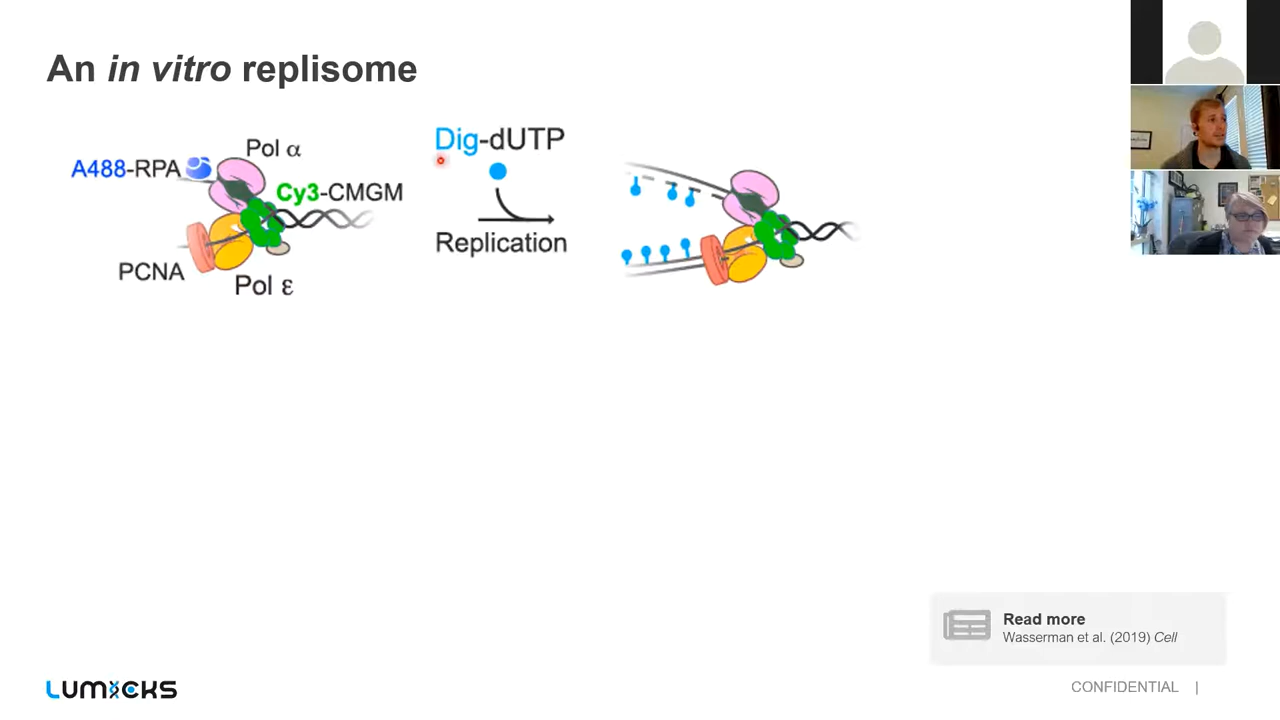 An in vitro replisome
Pol α
A488-RPA
Cy3-CMGM
PCNA
Pol ε
Dig-dUTP
Replication
Read more
Wasserman et al. (2019) Cell
LUMICKS
CONFIDENTIAL |